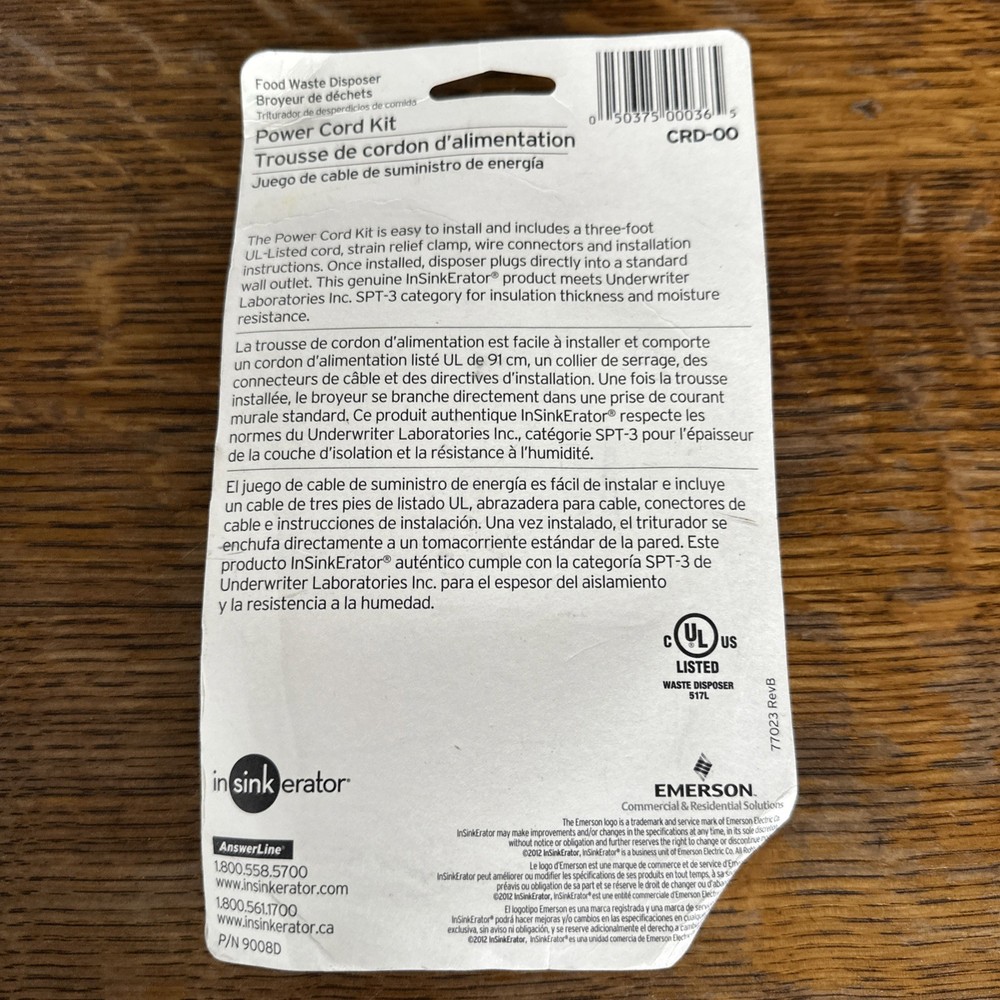 Food Waste Disposer
Broyeur de déchets
Triturador de desperdicios de comida
Power Cord Kit
Trousse de cordon d'alimentation
Juego de cable de suministro de energía
0 50375 00036 5
CRD-00
The Power Cord Kit is easy to install and includes a three-foot
UL-Listed cord, strain relief clamp, wire connectors and installation
instructions. Once installed, disposer plugs directly into a standard
wall outlet. This genuine InSinkErator® product meets Underwriter
Laboratories Inc. SPT-3 category for insulation thickness and moisture
resistance.
La trousse de cordon d'alimentation est facile à installer et comporte
un cordon d'alimentation listé UL de 91 cm, un collier de serrage, des
connecteurs de câble et des directives d'installation. Une fois la trousse
installée, le broyeur se branche directement dans une prise de courant
murale standard. Ce produit authentique InSinkErator® respecte les
normes du Underwriter Laboratories Inc., catégorie SPT-3 pour l'épaisseur
de la couche d'isolation et la résistance à l'humidité.
El juego de cable de suministro de energía es fácil de instalar e incluye
un cable de tres pies de listado UL, abrazadera para cable, conectores de
cable e instrucciones de instalación. Una vez instalado, el triturador se
enchufa directamente a un tomacorriente estándar de la pared. Este
producto InSinkErator® auténtico cumple con la categoría SPT-3 de
Underwriter Laboratories Inc. para el espesor del aislamiento
y la resistencia a la humedad.
C UL® US
LISTED
WASTE DISPOSER
517L
77023 RevB
in sink erator®
AnswerLine®
1.800.558.5700
www.insinkerator.com
1.800.561.1700
www.insinkerator.ca
P/N 9008D
EMERSON™
Commercial & Residential Solutions
The Emerson logo is a trademark and service mark of Emerson Electric
InSinkErator may make improvements and/or changes in the specifications at any time, in its sole
without notice or obligation and further reserves the right to change or discontinue
©2012 InSinkErator, InSinkErator® is a business unit of Emerson Electric Co. All
Le logo d'Emerson est une marque de commerce et de service
InSinkErator peut améliorer ou modifier les spécifications de ses produits en tout temps, à sa
préavis ou obligation de sa part et se réserve le droit de changer ou
©2012 InSinkErator, InSinkErator® est une entité commerciale d'Emerson
El logotipo Emerson es una marca registrada y una marca de
InSinkErator® podrá hacer mejoras y/o cambios en las especificaciones en
exclusiva, sin aviso ni obligación, y se reserve adicionalmente el derecho a
©2012 InSinkErator, InSinkErator® es una unidad comercia de Emerson